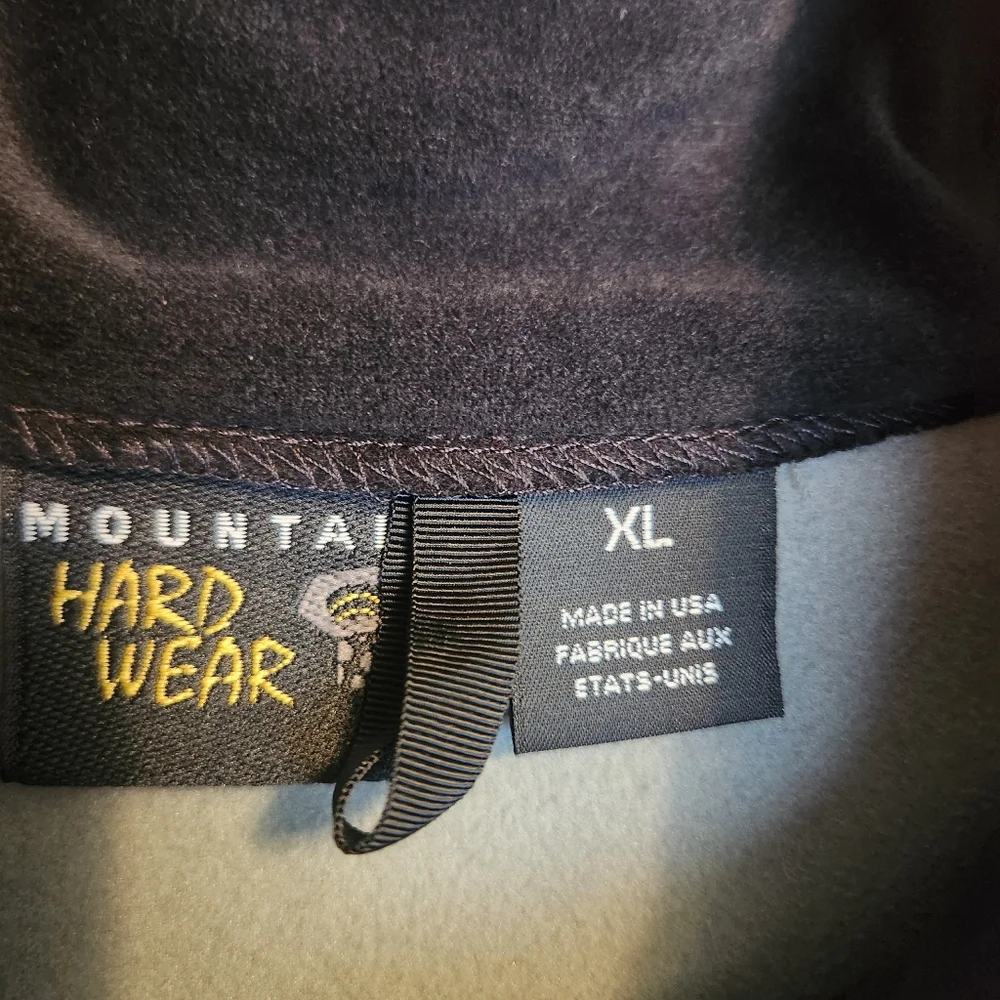 MOUNTAI
HARD
WEAR
XL
MADE IN USA
FABRIQUE AUX
ETATS-UNIS